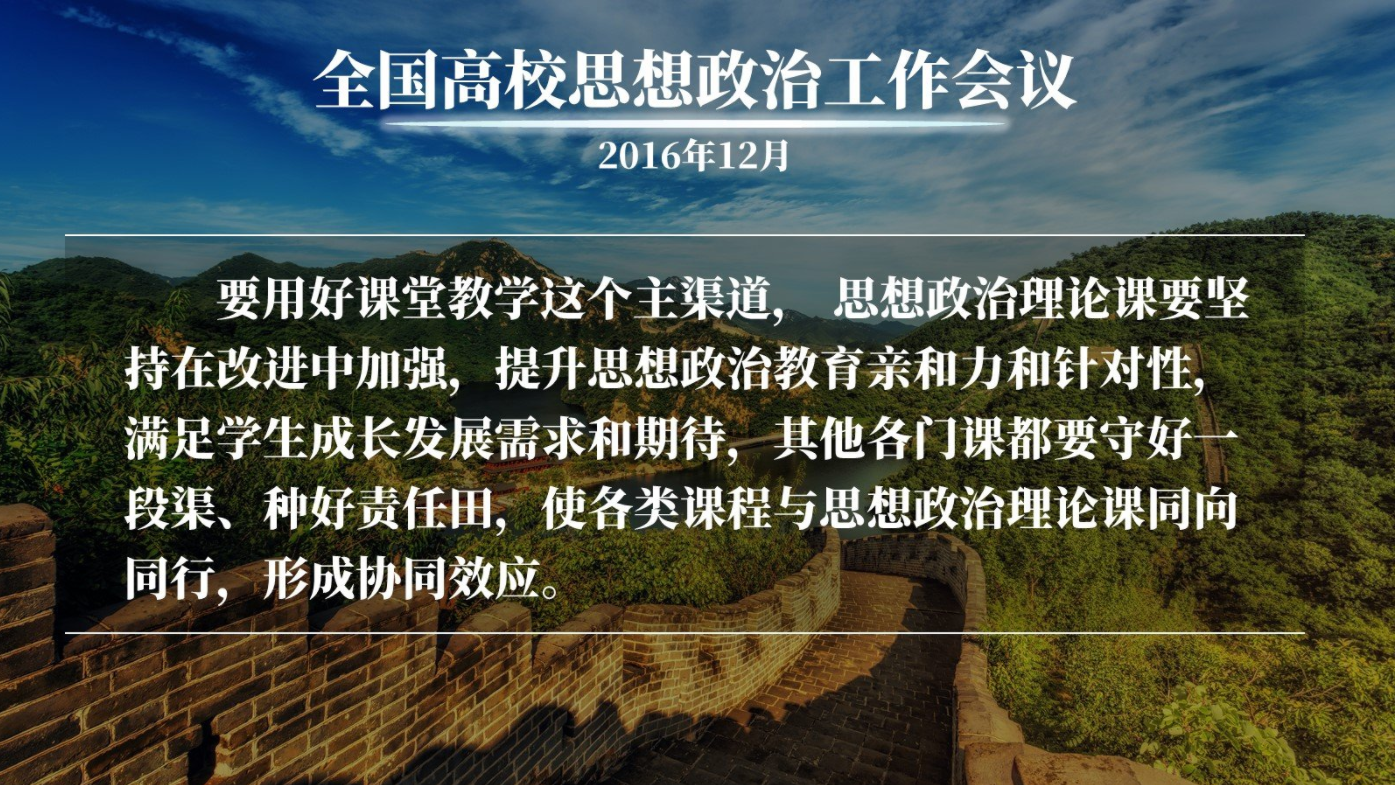 全国高校思想政治工作会议
2016年12月
要用好课堂教学这个主渠道， 思想政治理论课要坚
持在改进中加强，提升思想政治教育亲和力和针对性，
满足学生成长发展需求和期待，其他各门课都要守好一
段渠、种好责任田，使各类课程与思想政治理论课同向
同行，形成协同效应。